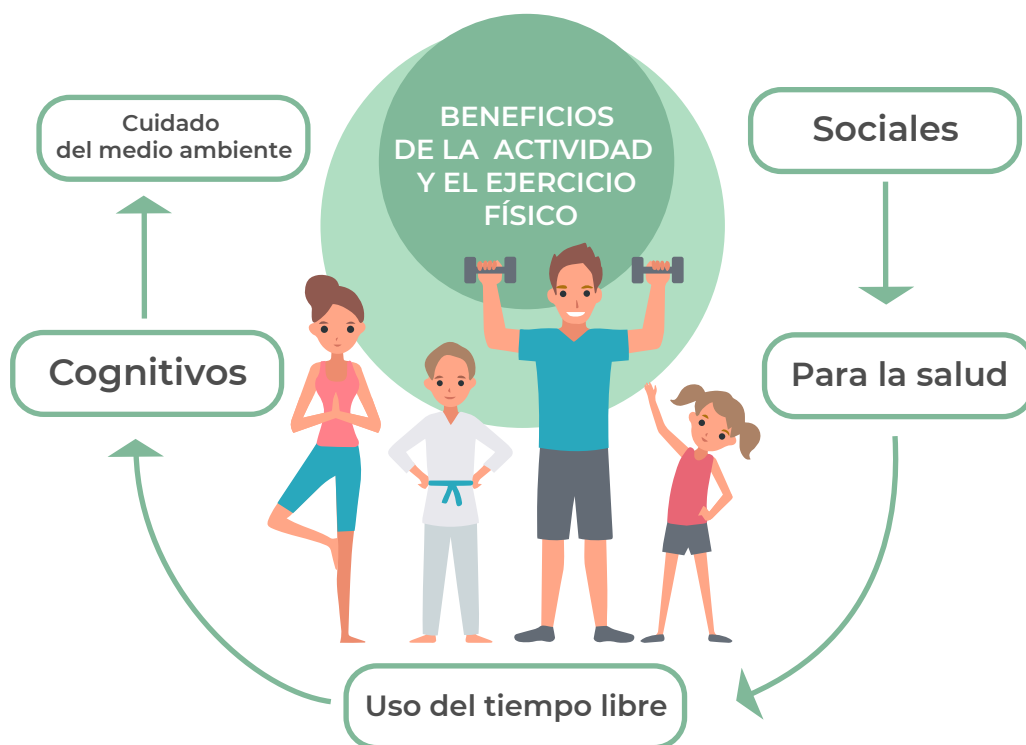 BENEFICIOS
DE LA ACTIVIDAD
Y EL EJERCICIO
FÍSICO
Sociales
Para la salud
Uso del tiempo libre
Cognitivos
Cuidado
del medio ambiente